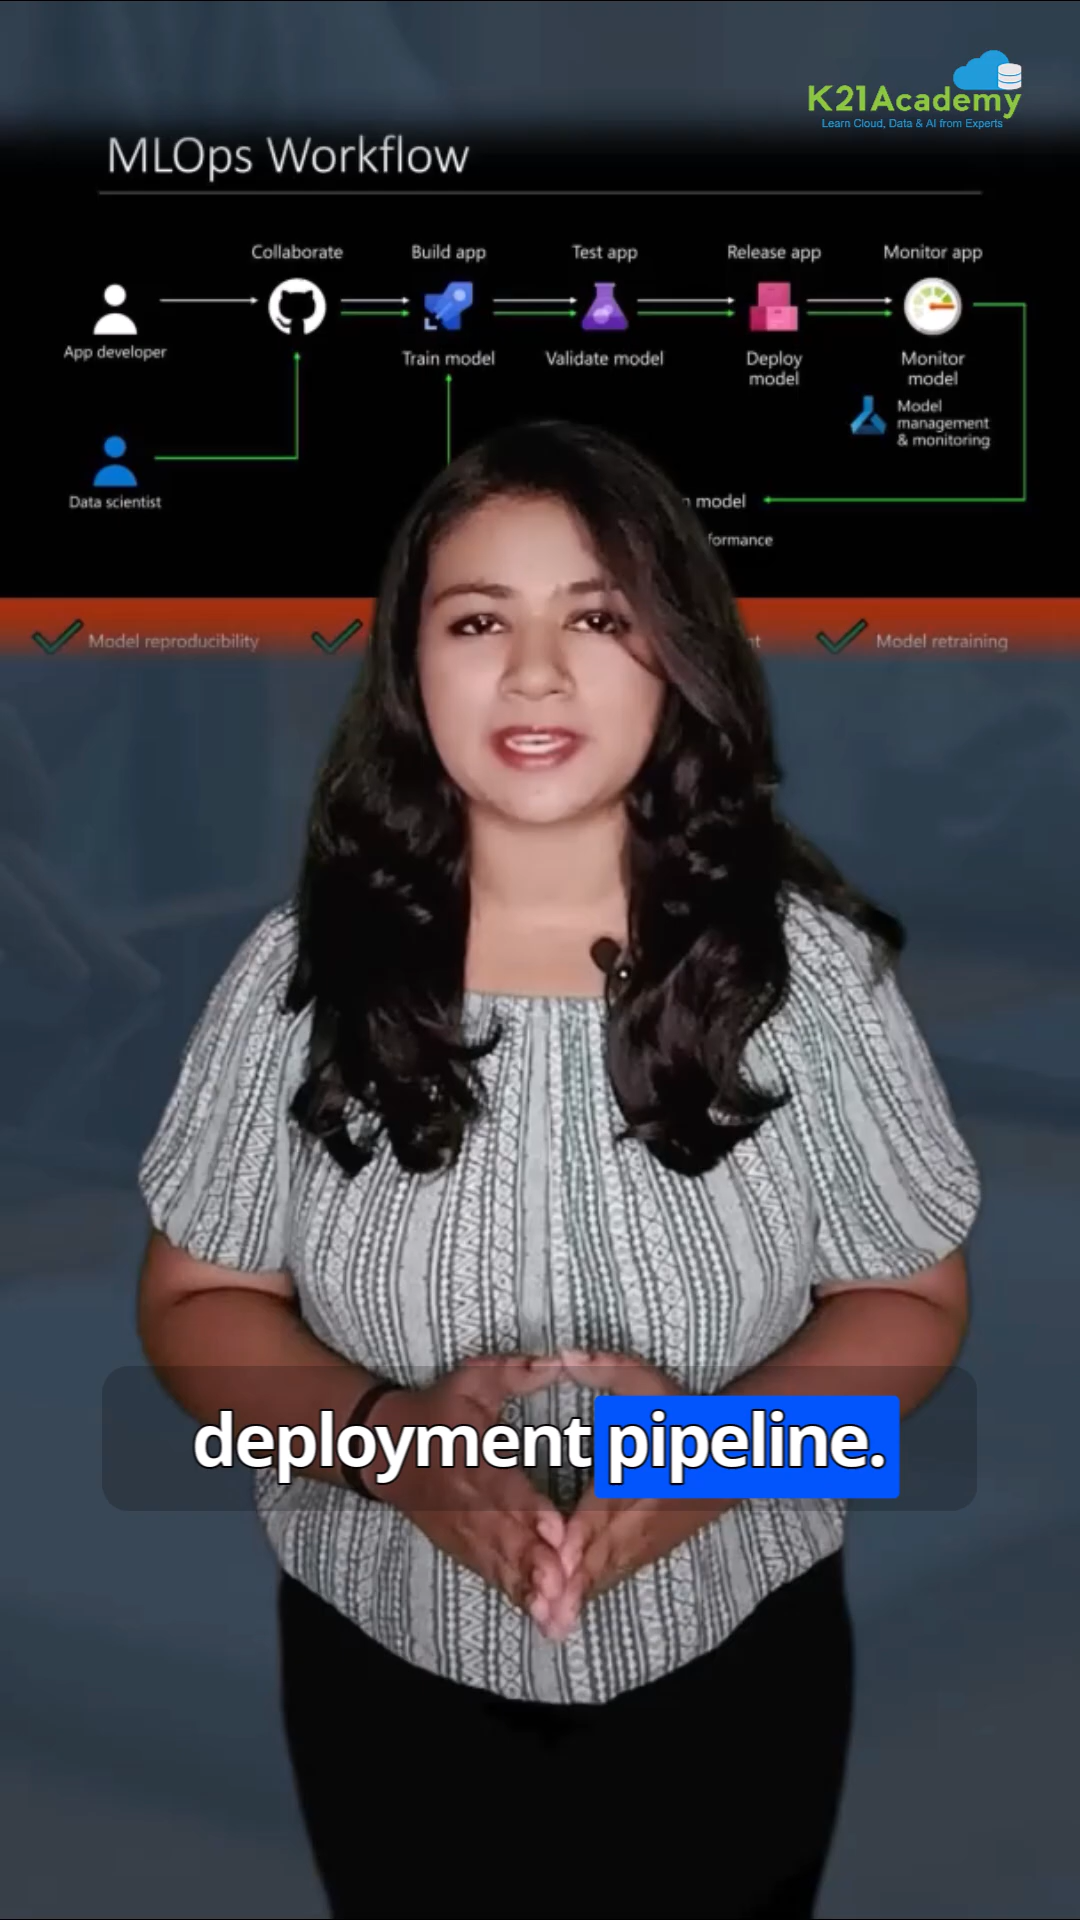 K21Academy
Learn Cloud, Data & AI from Experts
MLOps Workflow
Collaborate
Build app
Test app
Release app
Monitor app
App developer
Train model
Validate model
Deploy
model
Monitor
model
Model
management
& monitoring
Data scientist
model
Model reproducibility
Model retraining
deployment pipeline.